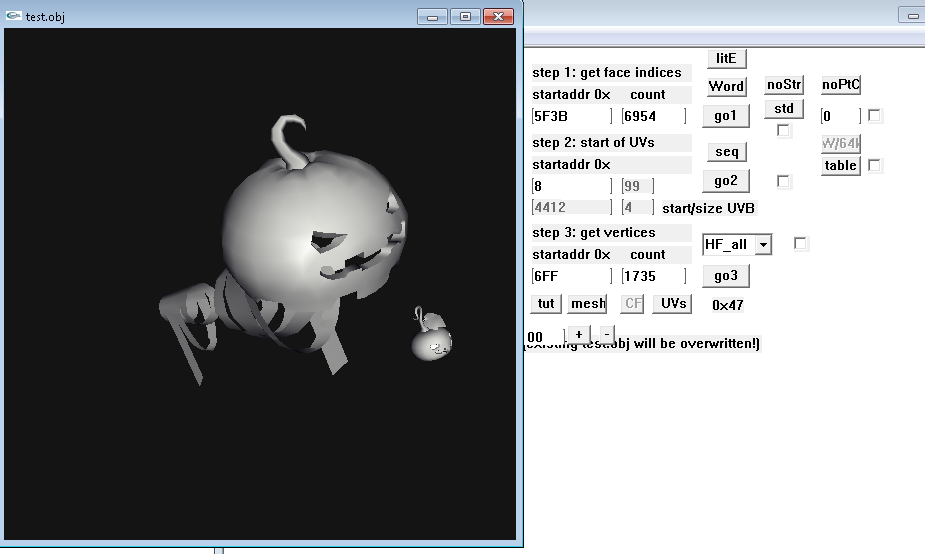 test.obj
litE
step 1: get face indices
Word
noStr
noPtC
startaddr 0x count
5F3B 6954
go1
std
0
step 2: start of UVs
W/64k
seq
startaddr 0x
table
8 99
go2
4412 4 start/size UVB
step 3: get vertices
HF_all
startaddr 0x count
6FF 1735
go3
tut mesh CF UVs 0x47
00 + -
(existing test.obj will be overwritten!)